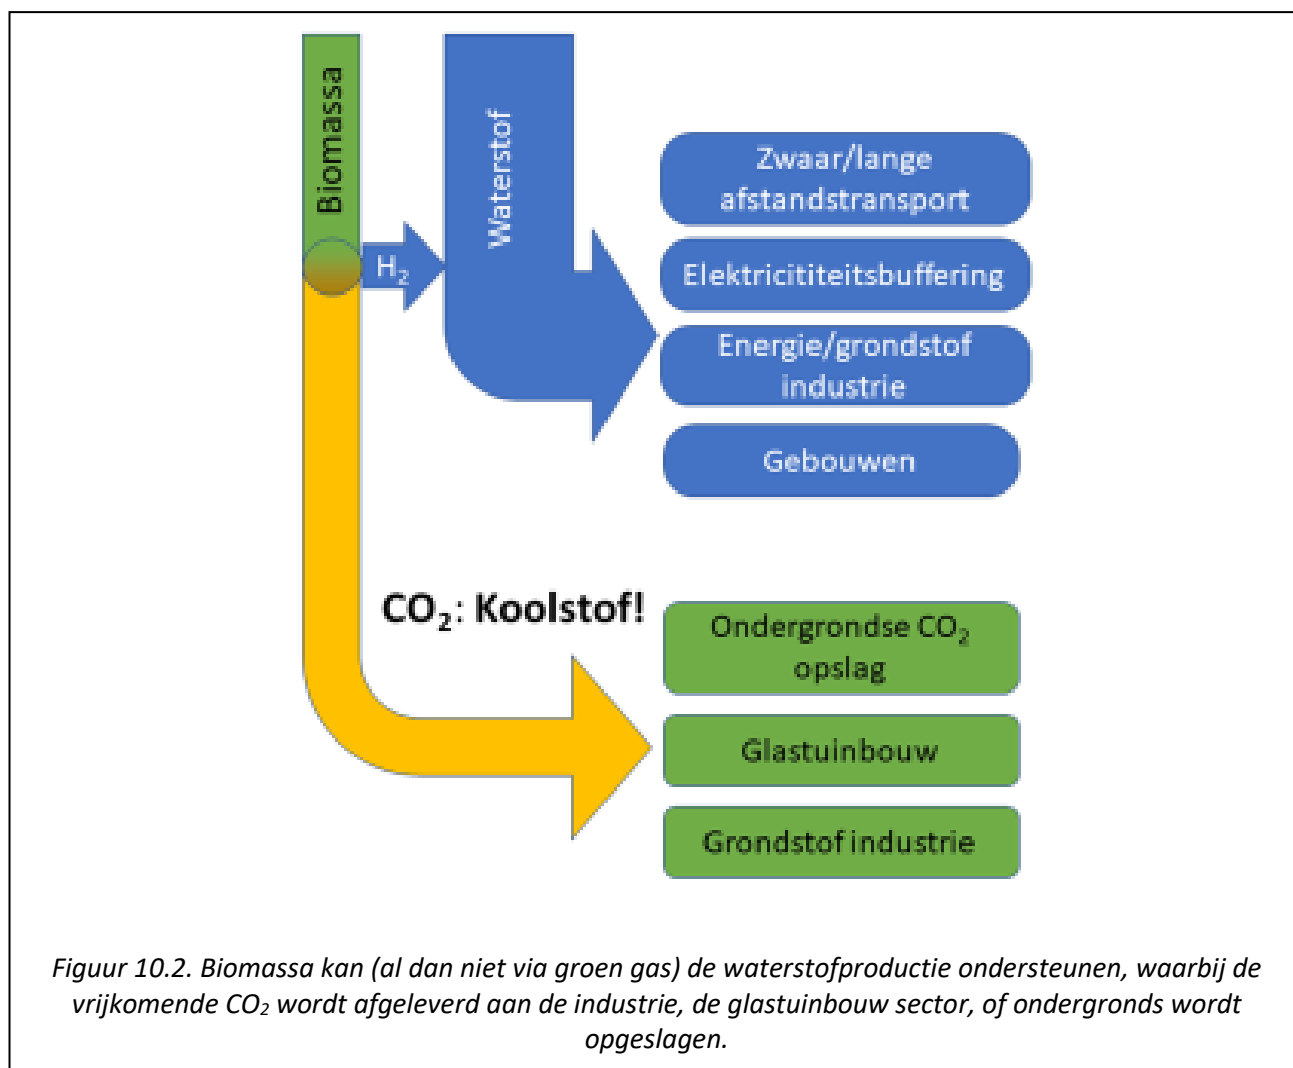 Biomassa
H₂
Waterstof
Zwaar/lange
afstandstransport
Elektricititeitsbuffering
Energie/grondstof
industrie
Gebouwen
CO₂: Koolstof!
Ondergrondse CO₂
opslag
Glastuinbouw
Grondstof industrie
Figuur 10.2. Biomassa kan (al dan niet via groen gas) de waterstofproductie ondersteunen, waarbij de
vrijkomende CO₂ wordt afgeleverd aan de industrie, de glastuinbouw sector, of ondergronds wordt
opgeslagen.